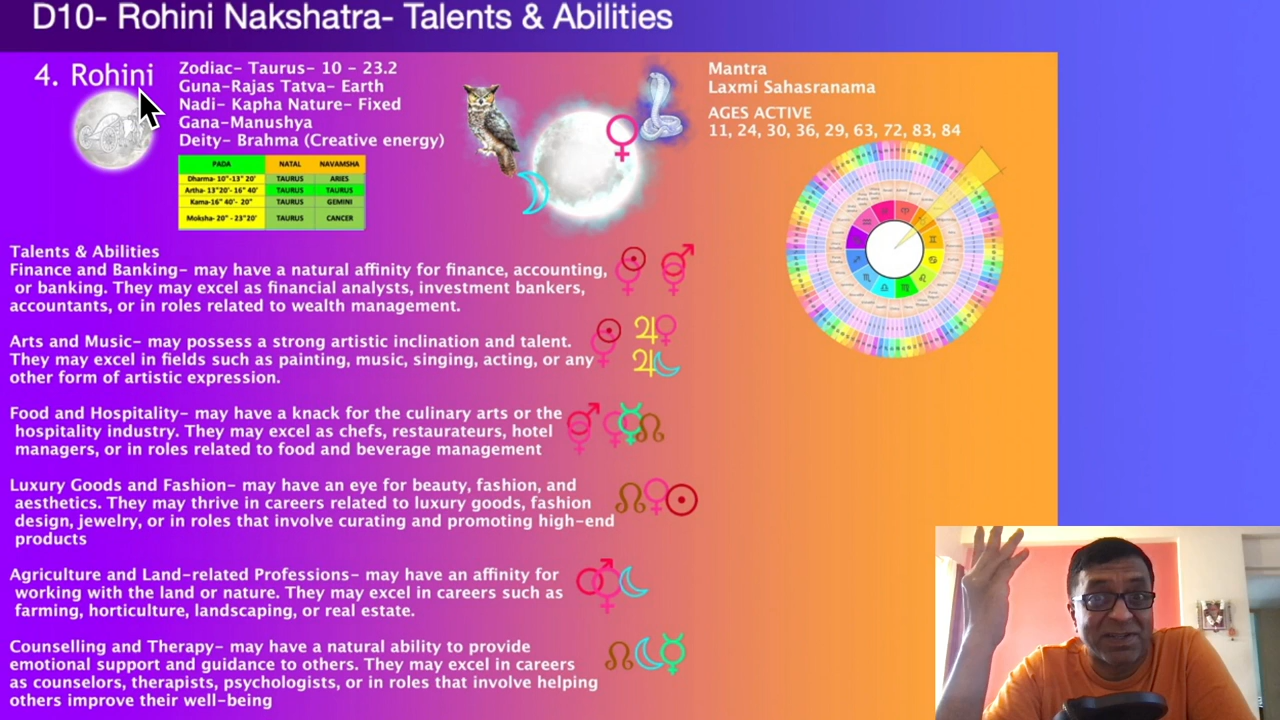 D10- Rohini Nakshatra- Talents & Abilities
4. Rohini
Zodiac- Taurus- 10 - 23.2
Guna-Rajas Tatva- Earth
Nadi- Kapha Nature- Fixed
Gana-Manushya
Deity- Brahma (Creative energy)
PADA NATAL NAVAMSHA
Dharma- 10°-13° 20' TAURUS ARIES
Artha- 13°20'- 16° 40' TAURUS TAURUS
Kama-16° 40'- 20° TAURUS GEMINI
Moksha- 20° - 23°20' TAURUS CANCER
Mantra
Laxmi Sahasranama
AGES ACTIVE
11, 24, 30, 36, 29, 63, 72, 83, 84
Talents & Abilities
Finance and Banking- may have a natural affinity for finance, accounting,
or banking. They may excel as financial analysts, investment bankers,
accountants, or in roles related to wealth management.
Arts and Music- may possess a strong artistic inclination and talent.
They may excel in fields such as painting, music, singing, acting, or any
other form of artistic expression.
Food and Hospitality- may have a knack for the culinary arts or the
hospitality industry. They may excel as chefs, restaurateurs, hotel
managers, or in roles related to food and beverage management
Luxury Goods and Fashion- may have an eye for beauty, fashion, and
aesthetics. They may thrive in careers related to luxury goods, fashion
design, jewelry, or in roles that involve curating and promoting high-end
products
Agriculture and Land-related Professions- may have an affinity for
working with the land or nature. They may excel in careers such as
farming, horticulture, landscaping, or real estate.
Counselling and Therapy- may have a natural ability to provide
emotional support and guidance to others. They may excel in careers
as counselors, therapists, psychologists, or in roles that involve helping
others improve their well-being